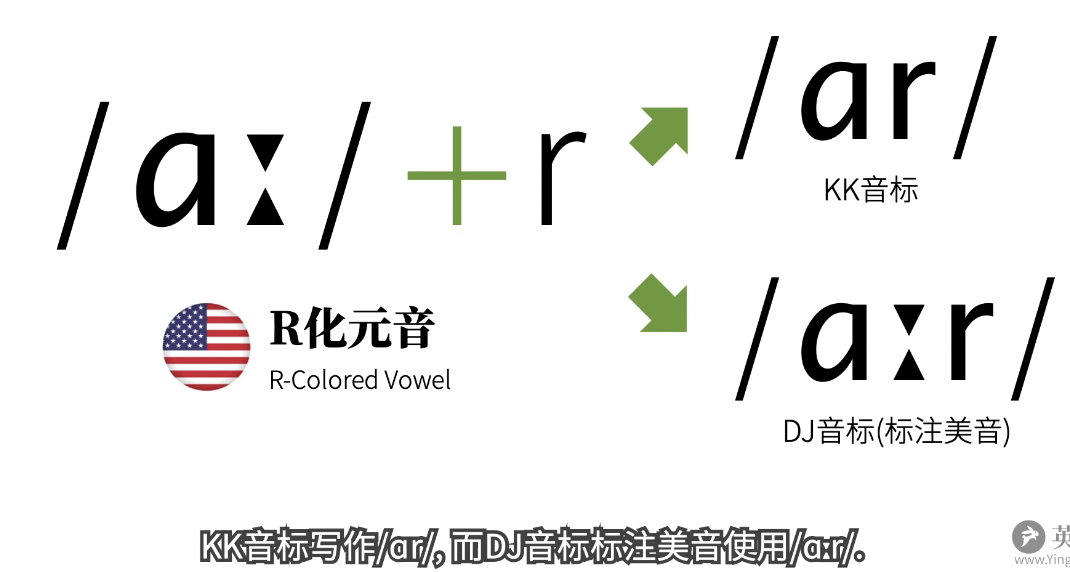 /ɑː/ + r
/ɑr/
KK音标
R化元音
R-Colored Vowel
/ɑːr/
DJ音标(标注美音)
KK音标写作/ɑr/, 而DJ音标标注美音使用/ɑːr/.
英
www.Ying